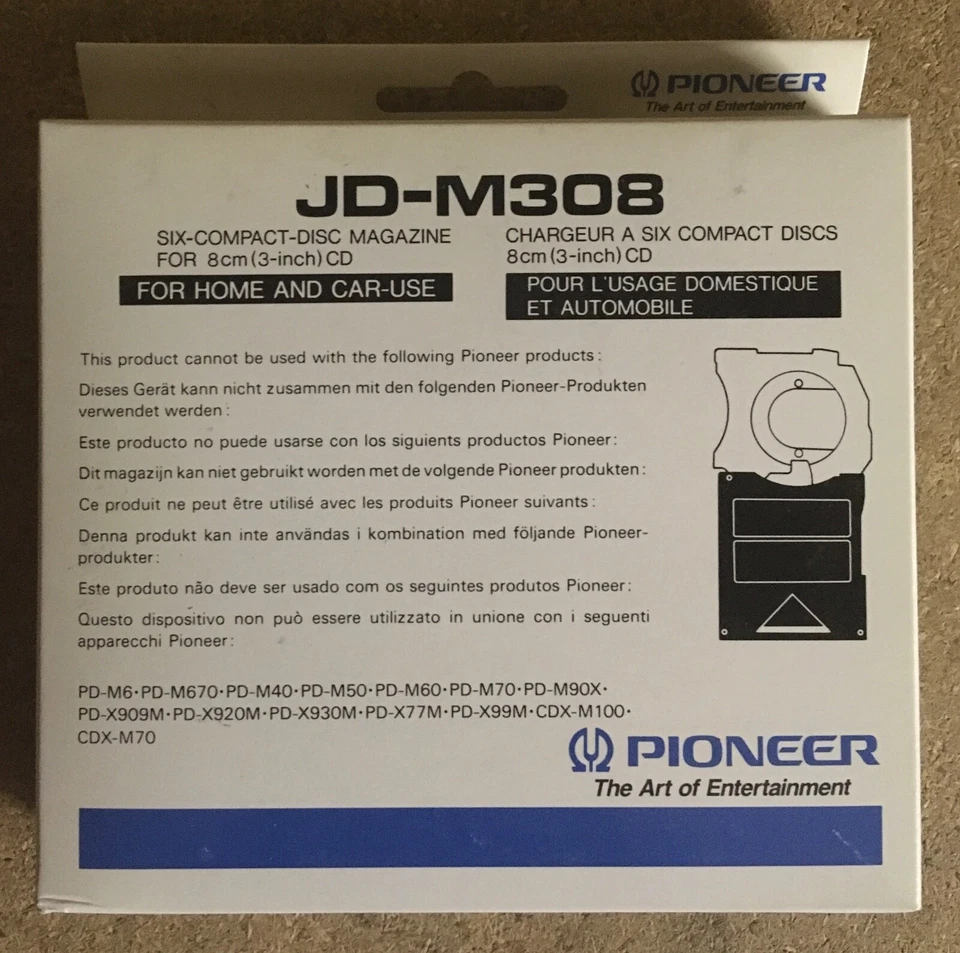 PIONEER
The Art of Entertainment
JD-M308
SIX-COMPACT-DISC MAGAZINE
FOR 8cm (3-inch) CD
FOR HOME AND CAR-USE
CHARGEUR A SIX COMPACT DISCS
8cm (3-inch) CD
POUR L'USAGE DOMESTIQUE
ET AUTOMOBILE
This product cannot be used with the following Pioneer products:
Dieses Gerät kann nicht zusammen mit den folgenden Pioneer-Produkten
verwendet werden:
Este producto no puede usarse con los siguients productos Pioneer:
Dit magazijn kan niet gebruikt worden met de volgende Pioneer produkten:
Ce produit ne peut être utilisé avec les produits Pioneer suivants:
Denna produkt kan inte användas i kombination med följande Pioneer-
produkter:
Este produto não deve ser usado com os seguintes produtos Pioneer:
Questo dispositivo non può essere utilizzato in unione con i seguenti
apparecchi Pioneer:
PD-M6·PD-M670·PD-M40·PD-M50·PD-M60·PD-M70·PD-M90X·
PD-X909M·PD-X920M·PD-X930M·PD-X77M·PD-X99M·CDX-M100·
CDX-M70
PIONEER
The Art of Entertainment